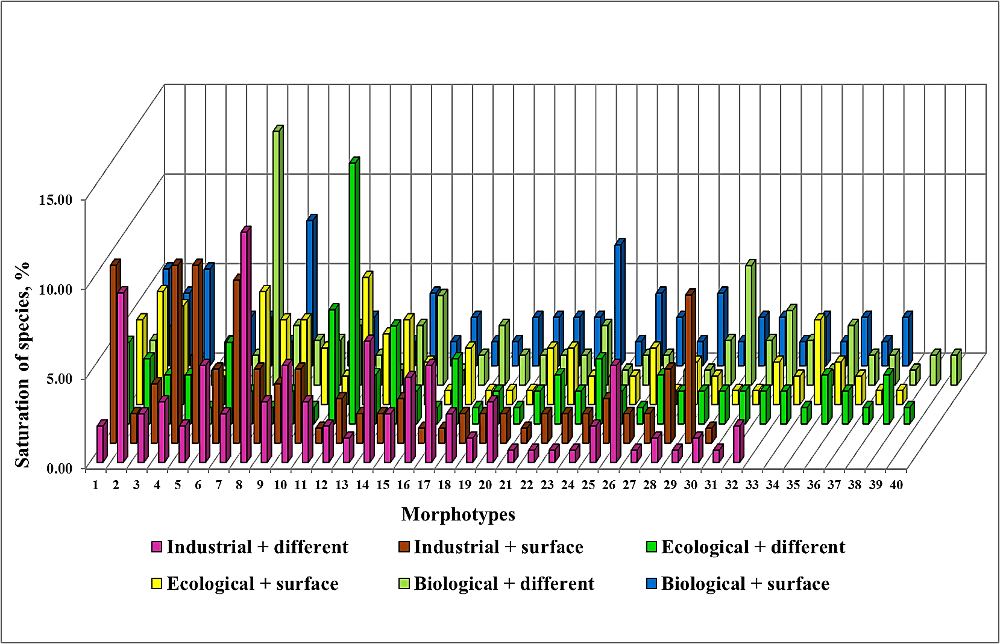 15.00
10.00
5.00
0.00
Saturation of species, %
1 2 3 4 5 6 7 8 9 10 11 12 13 14 15 16 17 18 19 20 21 22 23 24 25 26 27 28 29 30 31 32 33 34 35 36 37 38 39 40
Morphotypes
Industrial + different Industrial + surface Ecological + different
Ecological + surface Biological + different Biological + surface